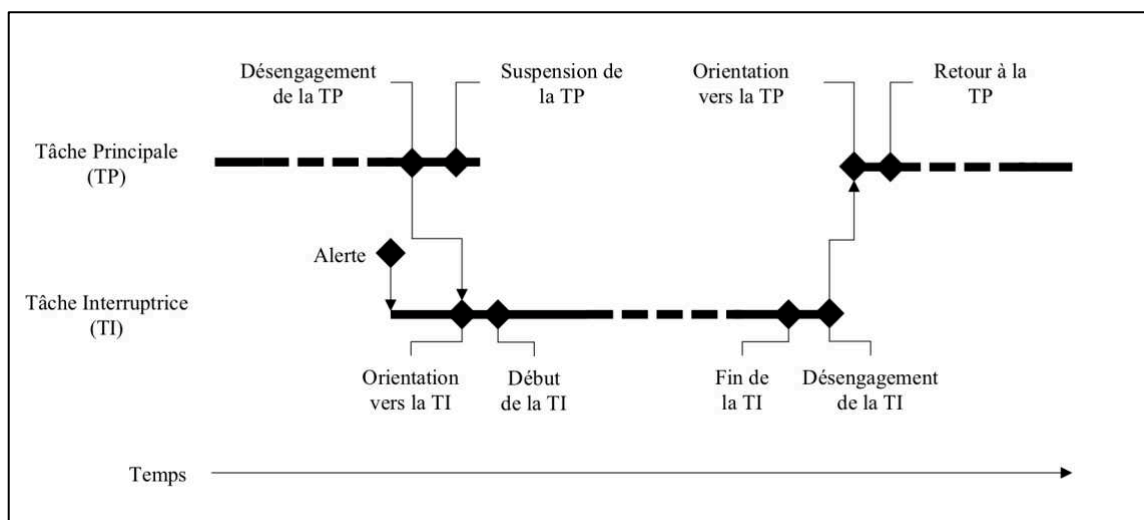 Désengagement
de la TP
Suspension de
la TP
Orientation
vers la TP
Retour à la
TP
Tâche Principale
(TP)
Alerte
Tâche Interruptrice
(TI)
Orientation
vers la TI
Début
de la TI
Fin de
la TI
Désengagement
de la TI
Temps